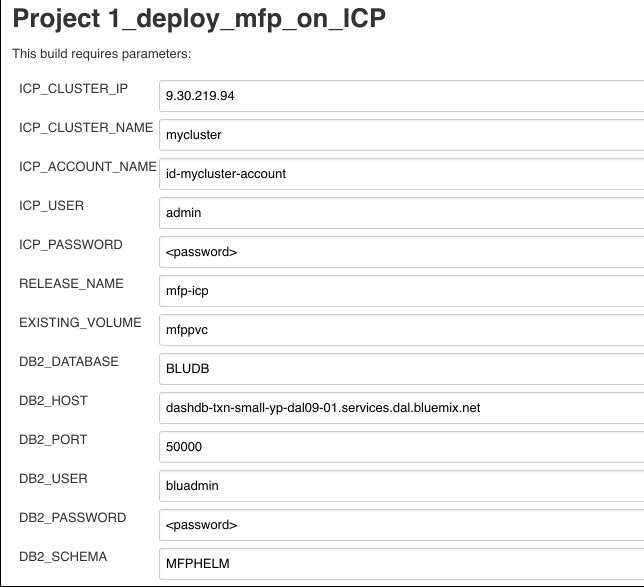 Project 1_deploy_mfp_on_ICP
This build requires parameters:
ICP_CLUSTER_IP 9.30.219.94
ICP_CLUSTER_NAME mycluster
ICP_ACCOUNT_NAME id-mycluster-account
ICP_USER admin
ICP_PASSWORD <password>
RELEASE_NAME mfp-icp
EXISTING_VOLUME mfppvc
DB2_DATABASE BLUDB
DB2_HOST dashdb-txn-small-yp-dal09-01.services.dal.bluemix.net
DB2_PORT 50000
DB2_USER bluadmin
DB2_PASSWORD <password>
DB2_SCHEMA MFPHELM